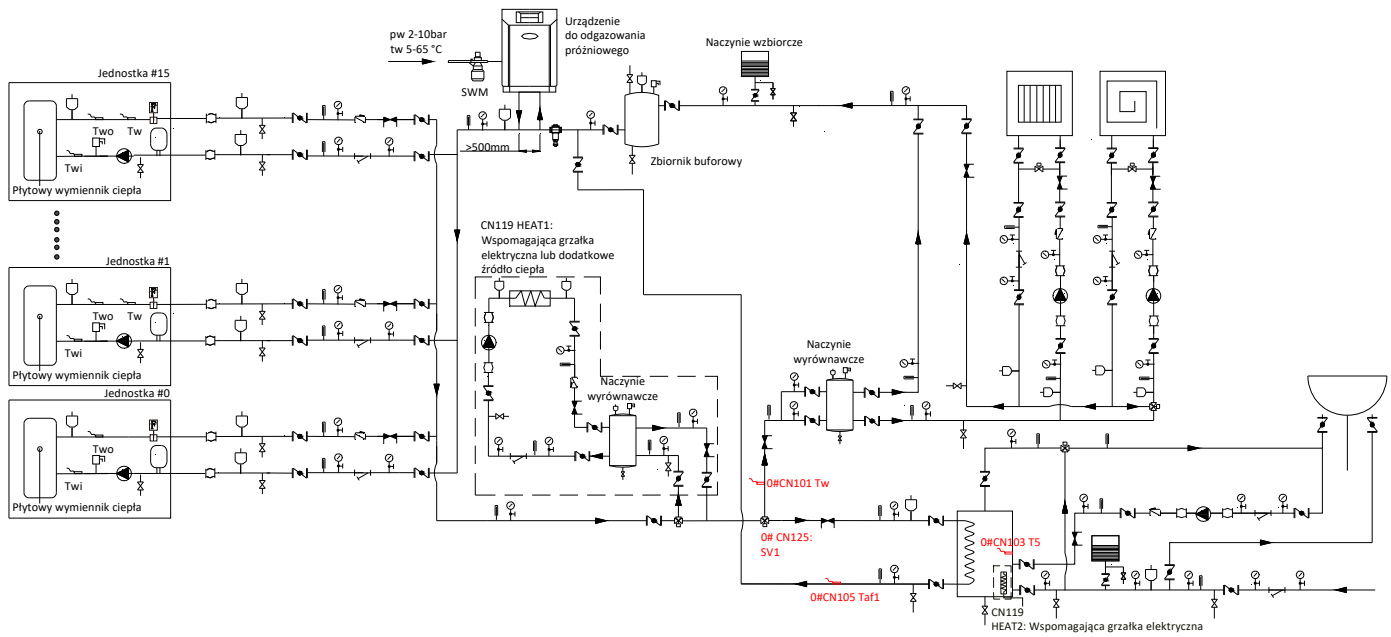 pw 2-10bar
tw 5-65 °C
SWM
Urządzenie
do odgazowania
próżniowego
Naczynie wzbiorcze
>500mm
Zbiornik buforowy
Jednostka #15
Two
Tw
Twi
Płytowy wymiennik ciepła
Jednostka #1
Two
Tw
Twi
Płytowy wymiennik ciepła
Jednostka #0
Two
Twi
Płytowy wymiennik ciepła
CN119 HEAT1:
Wspomagająca grzałka
elektryczna lub dodatkowe
źródło ciepła
Naczynie
wyrównawcze
Naczynie
wyrównawcze
0#CN101 Tw
0# CN125:
SV1
0#CN105 Taf1
0#CN103 T5
CN119
HEAT2: Wspomagająca grzałka elektryczna